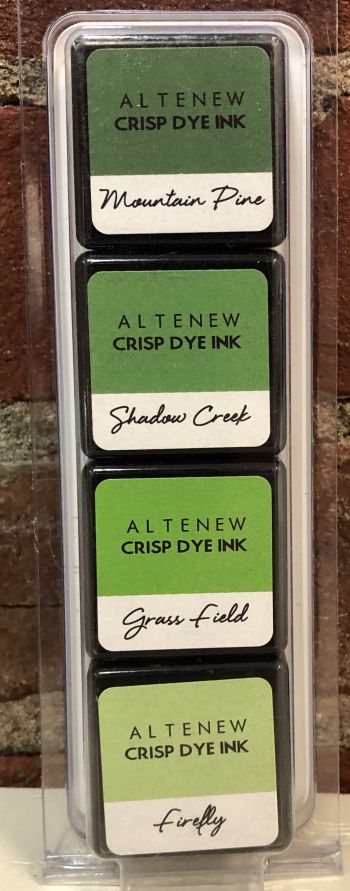 ALTENEW
CRISP DYE INK
Mountain Pine
ALTENEW
CRISP DYE INK
Shadow Creek
ALTENEW
CRISP DYE INK
Grass Field
ALTENEW
CRISP DYE INK
Firefly